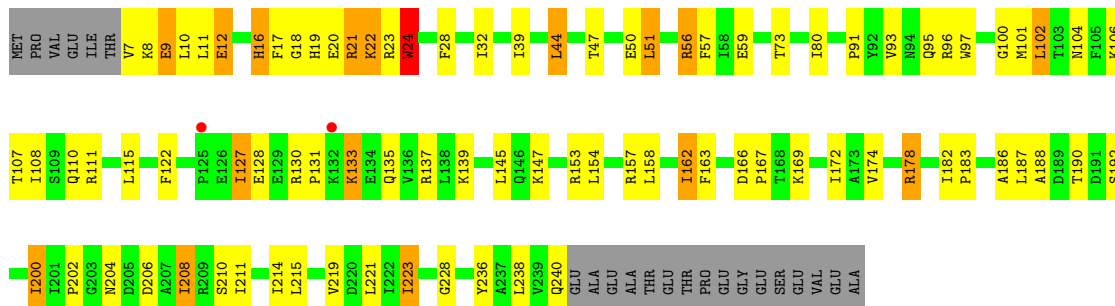 MET PRO VAL GLU ILE THR V7 K8 E9 L10 L11 E12 H16 F17 G18 H19 E20 R21 K22 R23 W24 F28 I32 I39 L44 T47 E50 L51 R56 F57 I58 E59 T73 I80 P91 Y92 V93 N94 Q95 R96 W97 G100 M101 L102 T103 N104 F105 K106
T107 I108 S109 Q110 R111 L115 F122 P125 E126 I127 E128 E129 R130 P131 K132 K133 E134 Q135 V136 R137 L138 K139 L145 Q146 K147 R153 L154 R157 L158 I162 F163 D166 P167 T168 K169 I172 A173 V174 R178 I182 P183 A186 L187 A188 D189 T190 D191 S192
I200 I201 P202 G203 N204 D205 D206 A207 I208 R209 S210 I211 I214 L215 V219 D220 L221 I222 I223 G228 Y236 A237 L238 V239 Q240 GLU ALA GLU ALA THR GLU THR PRO GLU GLY GLU SER GLU VAL GLU ALA